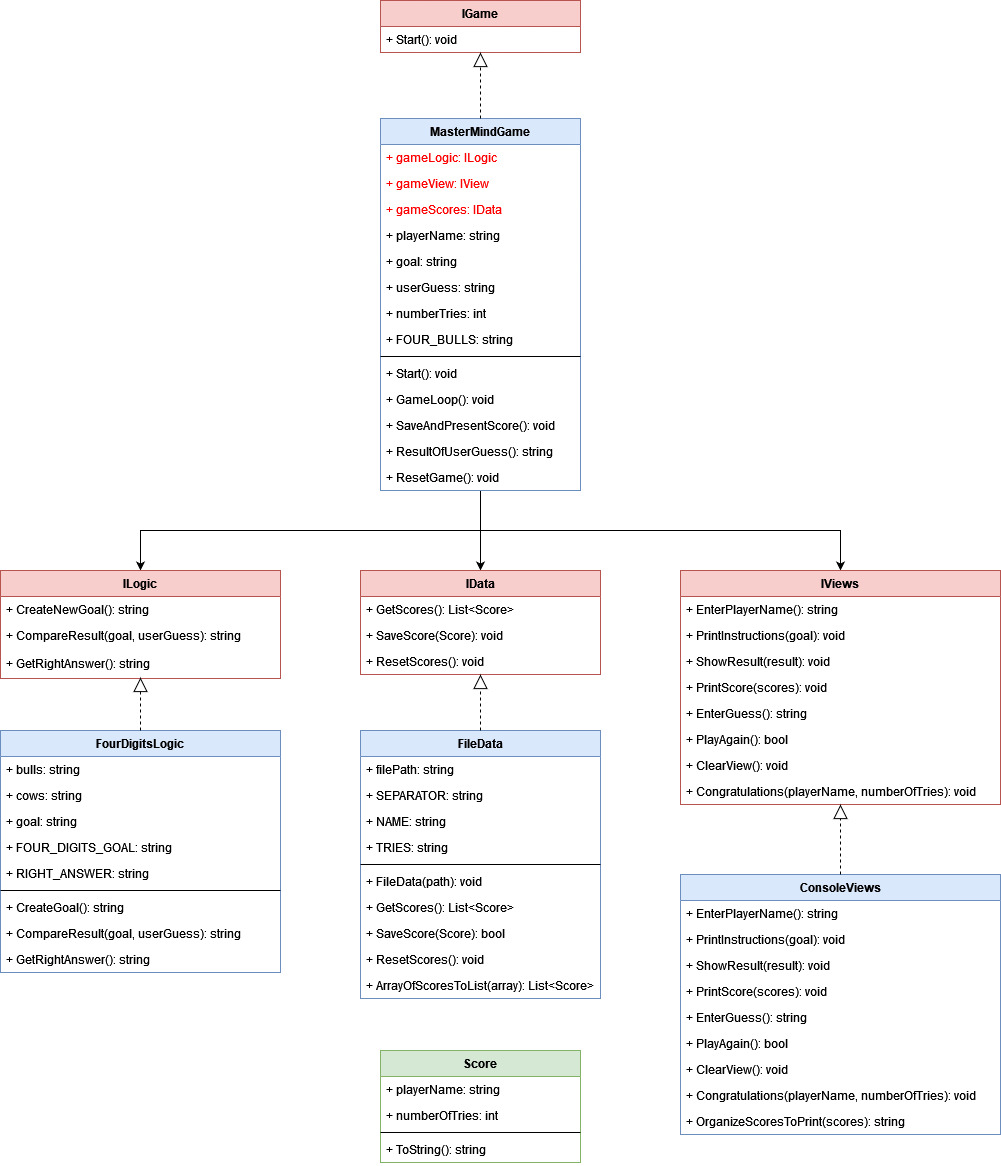 IGame
+ Start(): void
MasterMindGame
+ gameLogic: ILogic
+ gameView: IView
+ gameScores: IData
+ playerName: string
+ goal: string
+ userGuess: string
+ numberTries: int
+ FOUR_BULLS: string
+ Start(): void
+ GameLoop(): void
+ SaveAndPresentScore(): void
+ ResultOfUserGuess(): string
+ ResetGame(): void
ILogic
+ CreateNewGoal(): string
+ CompareResult(goal, userGuess): string
+ GetRightAnswer(): string
IData
+ GetScores(): List<Score>
+ SaveScore(Score): void
+ ResetScores(): void
IViews
+ EnterPlayerName(): string
+ PrintInstructions(goal): void
+ ShowResult(result): void
+ PrintScore(scores): void
+ EnterGuess(): string
+ PlayAgain(): bool
+ ClearView(): void
+ Congratulations(playerName, numberOfTries): void
FourDigitsLogic
+ bulls: string
+ cows: string
+ goal: string
+ FOUR_DIGITS_GOAL: string
+ RIGHT_ANSWER: string
+ CreateGoal(): string
+ CompareResult(goal, userGuess): string
+ GetRightAnswer(): string
FileData
+ filePath: string
+ SEPARATOR: string
+ NAME: string
+ TRIES: string
+ FileData(path): void
+ GetScores(): List<Score>
+ SaveScore(Score): bool
+ ResetScores(): void
+ ArrayOfScoresToList(array): List<Score>
ConsoleViews
+ EnterPlayerName(): string
+ PrintInstructions(goal): void
+ ShowResult(result): void
+ PrintScore(scores): void
+ EnterGuess(): string
+ PlayAgain(): bool
+ ClearView(): void
+ Congratulations(playerName, numberOfTries): void
+ OrganizeScoresToPrint(scores): string
Score
+ playerName: string
+ numberOfTries: int
+ ToString(): string